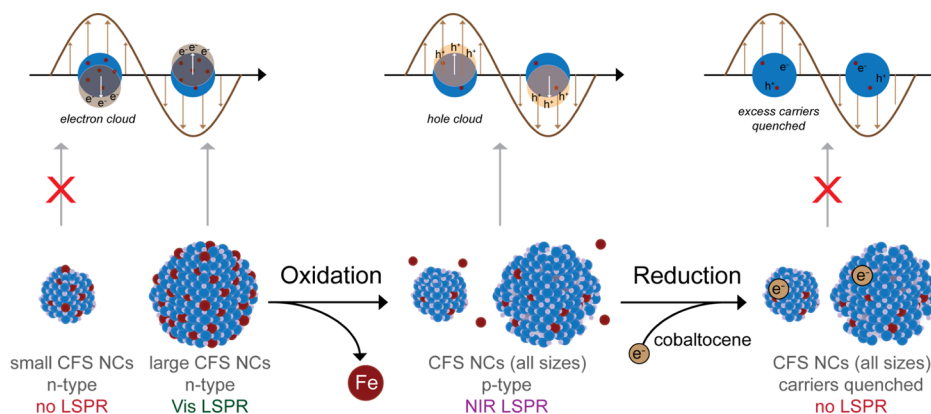 e⁻ e⁻ e⁻
e⁻ e⁻ e⁻
electron cloud
h⁺ h⁺ h⁺ h⁺
h⁺ h⁺ h⁺ h⁺
hole cloud
e⁻
h⁺
e⁻
h⁺
excess carriers
quenched
Oxidation
Fe
Reduction
e⁻ cobaltocene
e⁻
e⁻
small CFS NCs
n-type
no LSPR
large CFS NCs
n-type
Vis LSPR
CFS NCs (all sizes)
p-type
NIR LSPR
CFS NCs (all sizes)
carriers quenched
no LSPR